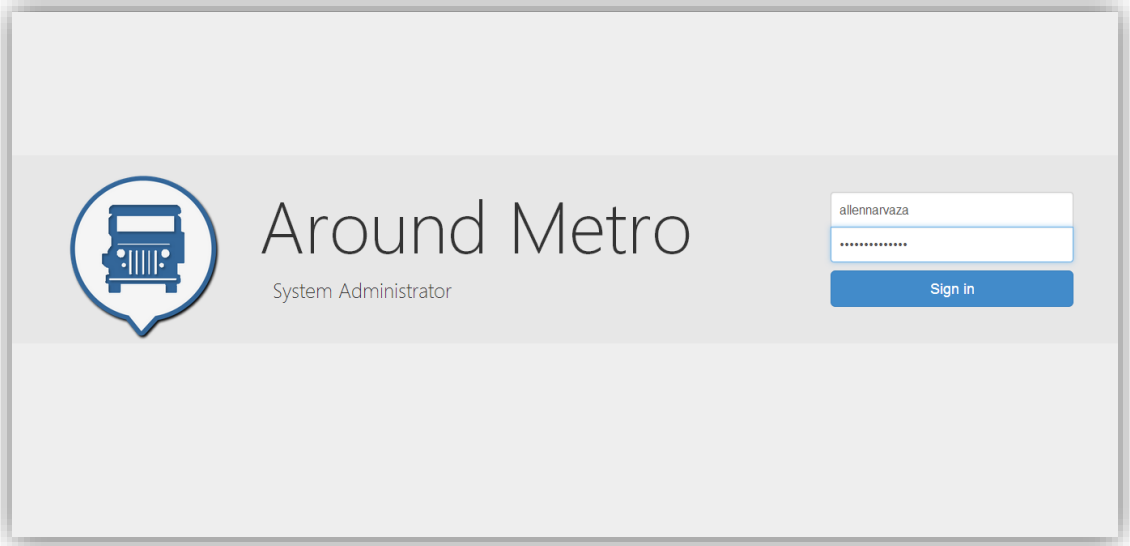 Around Metro
System Administrator
allennarvaza
••••••••••••••
Sign in